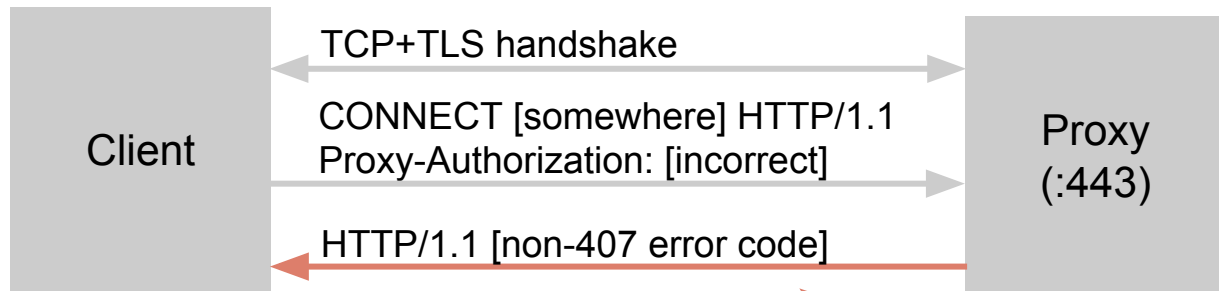 TCP+TLS handshake
CONNECT [somewhere] HTTP/1.1
Proxy-Authorization: [incorrect]
Client
Proxy
(:443)
HTTP/1.1 [non-407 error code]